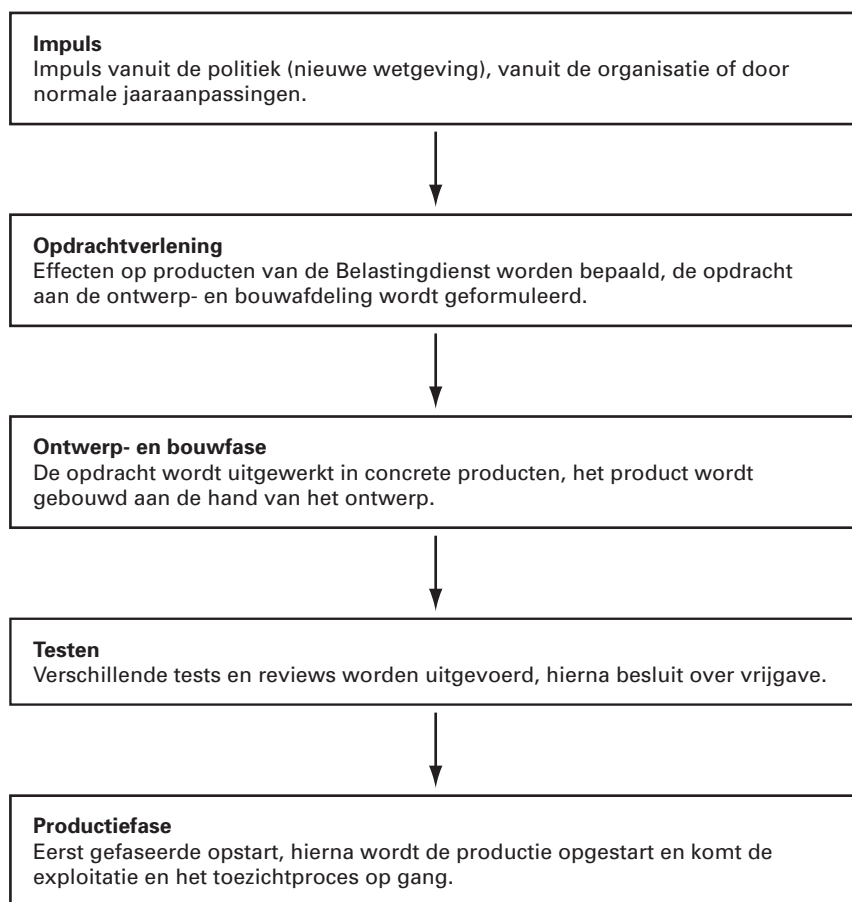 Impuls
Impuls vanuit de politiek (nieuwe wetgeving), vanuit de organisatie of door
normale jaaraanpassingen.
Opdrachtverlening
Effecten op producten van de Belastingdienst worden bepaald, de opdracht
aan de ontwerp- en bouwafdeling wordt geformuleerd.
Ontwerp- en bouwfase
De opdracht wordt uitgewerkt in concrete producten, het product wordt
gebouwd aan de hand van het ontwerp.
Testen
Verschillende tests en reviews worden uitgevoerd, hierna besluit over vrijgave.
Productiefase
Eerst gefaseerde opstart, hierna wordt de productie opgestart en komt de
exploitatie en het toezichtproces op gang.